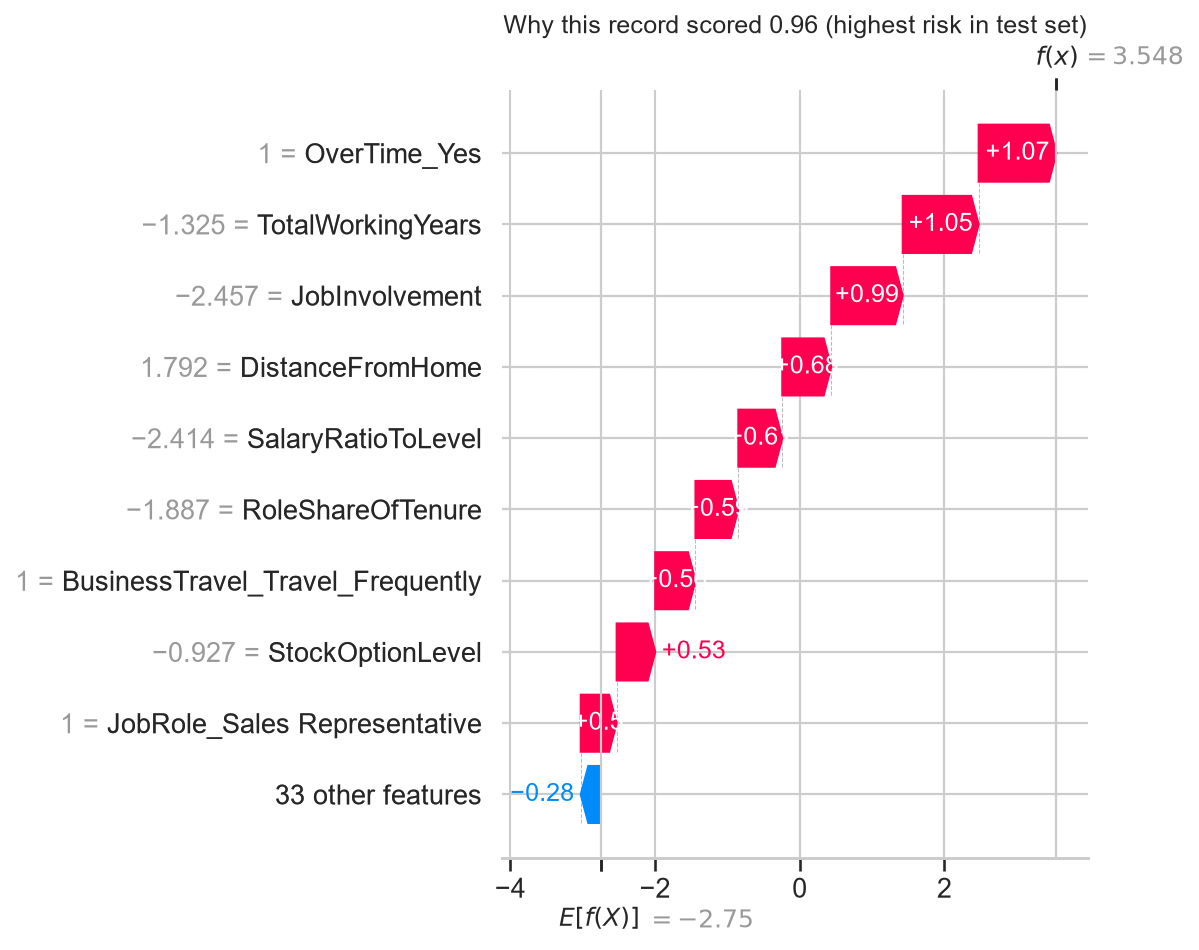 Why this record scored 0.96 (highest risk in test set)
f(x) = 3.548
1 = OverTime_Yes +1.07
−1.325 = TotalWorkingYears +1.05
−2.457 = JobInvolvement +0.99
1.792 = DistanceFromHome +0.68
−2.414 = SalaryRatioToLevel
−1.887 = RoleShareOfTenure +0.59
1 = BusinessTravel_Travel_Frequently
−0.927 = StockOptionLevel +0.53
1 = JobRole_Sales Representative
33 other features −0.28
−4 −2 0 2
E[f(X)] = −2.75